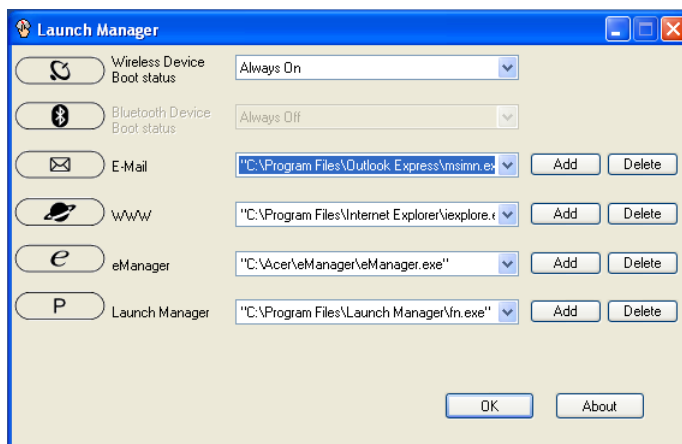 Launch Manager
Wireless Device
Boot status
Always On
Bluetooth Device
Boot status
Always Off
E-Mail
"C:\Program Files\Outlook Express\msimn.ex
Add
Delete
WWW
"C:\Program Files\Internet Explorer\iexplore.e
Add
Delete
e
eManager
"C:\Acer\eManager\eManager.exe"
Add
Delete
P
Launch Manager
"C:\Program Files\Launch Manager\fn.exe"
Add
Delete
OK
About